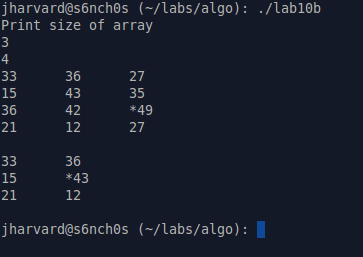 jharvard@s6nch0s (~/labs/algo): ./lab10b
Print size of array
3
4
33 36 27
15 43 35
36 42 *49
21 12 27
33 36
15 *43
21 12
jharvard@s6nch0s (~/labs/algo):